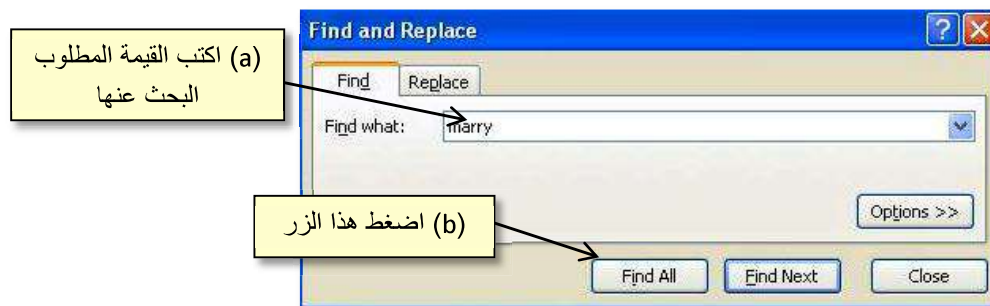 Find and Replace
(a) اكتب القيمة المطلوب
البحث عنها
Find Replace
Find what: marry
Options >>
(b) اضغط هذا الزر
Find All Find Next Close